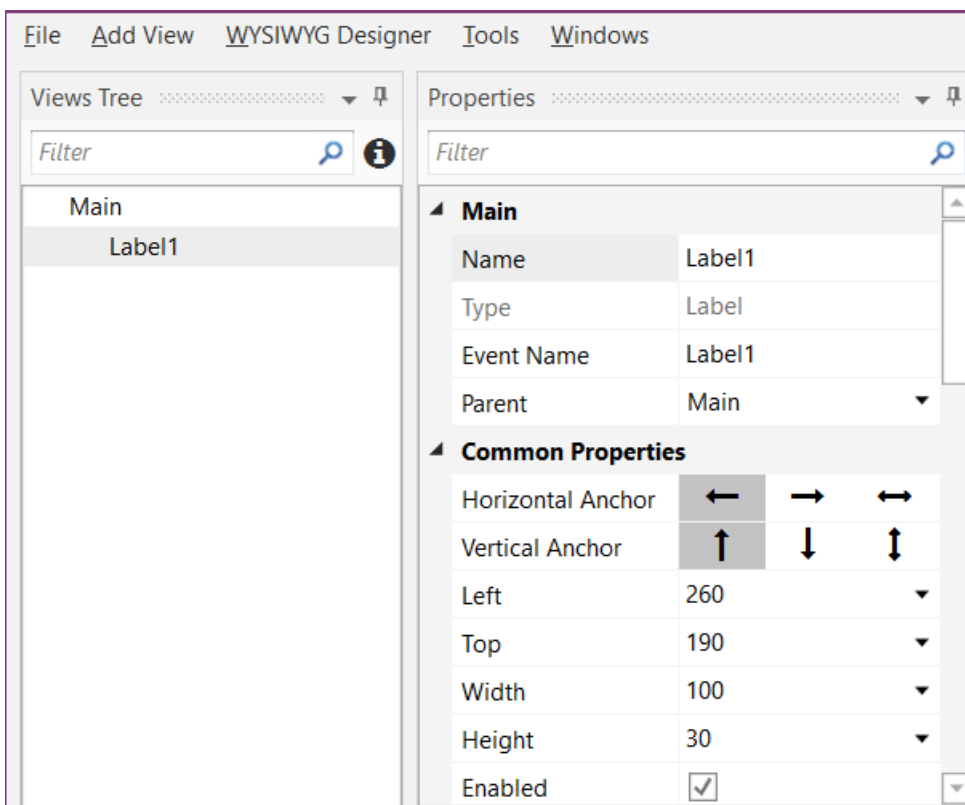 File Add View WYSIWYG Designer Tools Windows
Views Tree
Filter
Main
Label1
Properties
Filter
Main
Name Label1
Type Label
Event Name Label1
Parent Main
Common Properties
Horizontal Anchor
Vertical Anchor
Left 260
Top 190
Width 100
Height 30
Enabled